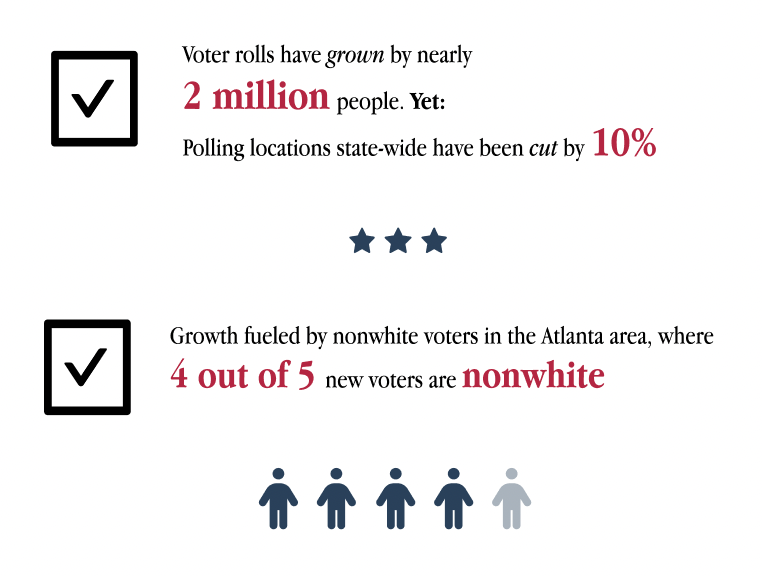 Voter rolls have grown by nearly
2 million people. Yet:
Polling locations state-wide have been cut by 10%
Growth fueled by nonwhite voters in the Atlanta area, where
4 out of 5 new voters are nonwhite